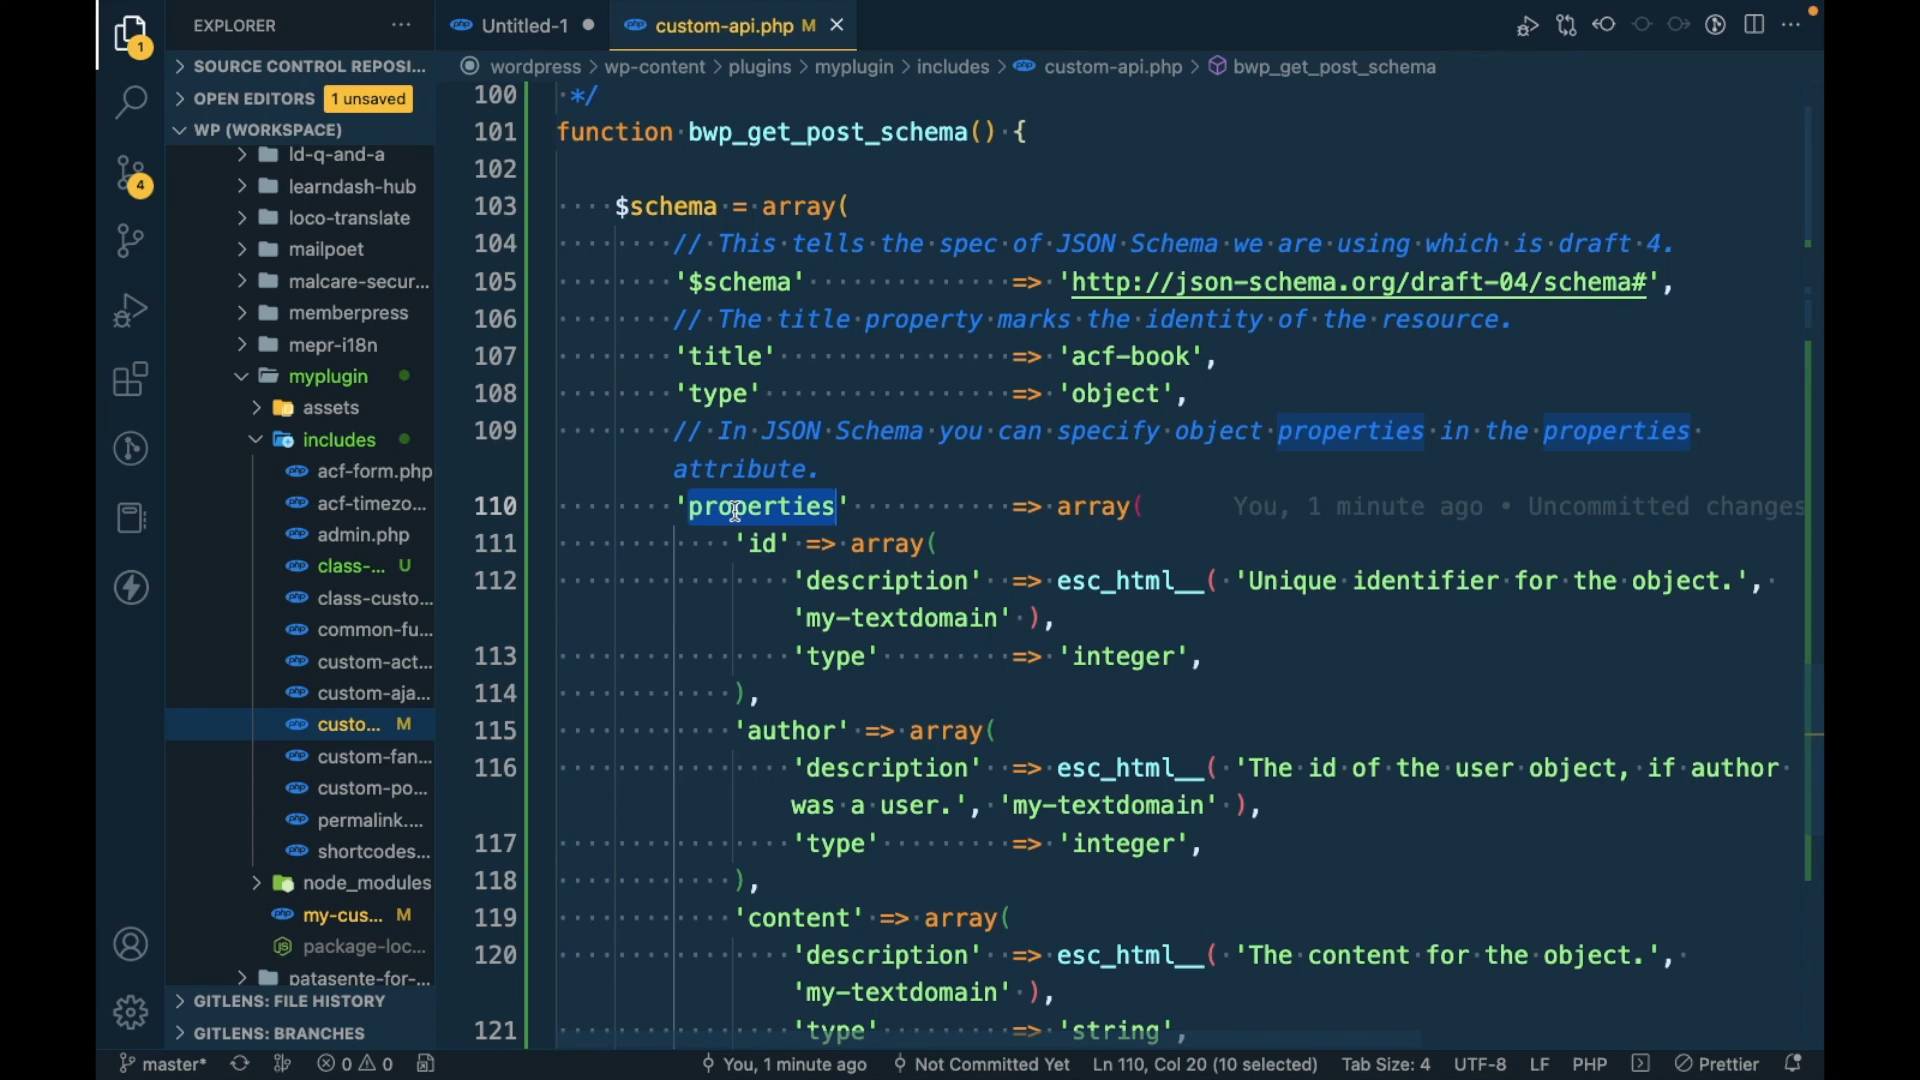 EXPLORER
···
Untitled-1
custom-api.php M
1
SOURCE CONTROL REPOSI...
wordpress > wp-content > plugins > myplugin > includes > custom-api.php > bwp_get_post_schema
OPEN EDITORS 1 unsaved
WP (WORKSPACE)
ld-q-and-a
learndash-hub
loco-translate
mailpoet
malcare-secur...
memberpress
mepr-i18n
myplugin
assets
includes
acf-form.php
acf-timezo...
admin.php
class-... U
class-custo...
common-fu...
custom-act...
custom-aja...
custo... M
custom-fan...
custom-po...
permalink....
shortcodes...
node_modules
my-cus... M
package-loc...
patasente-for-...
GITLENS: FILE HISTORY
GITLENS: BRANCHES
4
100 */
101 function bwp_get_post_schema() {
102
103 $schema = array(
104 // This tells the spec of JSON Schema we are using which is draft 4.
105 '$schema' => 'http://json-schema.org/draft-04/schema#',
106 // The title property marks the identity of the resource.
107 'title' => 'acf-book',
108 'type' => 'object',
109 // In JSON Schema you can specify object properties in the properties
attribute.
110 'properties' => array( You, 1 minute ago • Uncommitted changes
111 'id' => array(
112 'description' => esc_html__( 'Unique identifier for the object.',
'my-textdomain' ),
113 'type' => 'integer',
114 ),
115 'author' => array(
116 'description' => esc_html__( 'The id of the user object, if author
was a user.', 'my-textdomain' ),
117 'type' => 'integer',
118 ),
119 'content' => array(
120 'description' => esc_html__( 'The content for the object.',
'my-textdomain' ),
121 'type' => 'string',
master* 0 0 You, 1 minute ago Not Committed Yet Ln 110, Col 20 (10 selected) Tab Size: 4 UTF-8 LF PHP Prettier